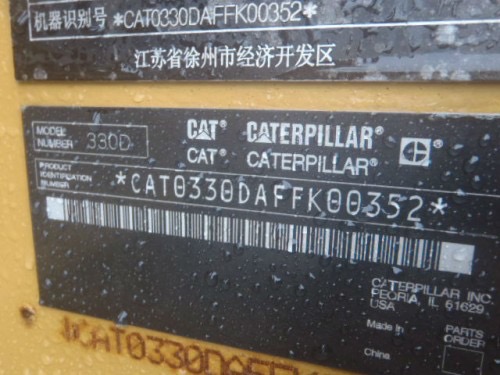 机器识别号 *CAT0330DAFFK00352*
江苏省徐州市经济开发区
MODEL NUMBER 330D
CAT® CATERPILLAR®
CAT® CATERPILLAR®
PRODUCT IDENTIFICATION NUMBER
*CAT0330DAFFK00352*
CATERPILLAR INC.
PEORIA, IL 61629,
USA
Made In
China
PARTS ORDER
CAT0330DAFF